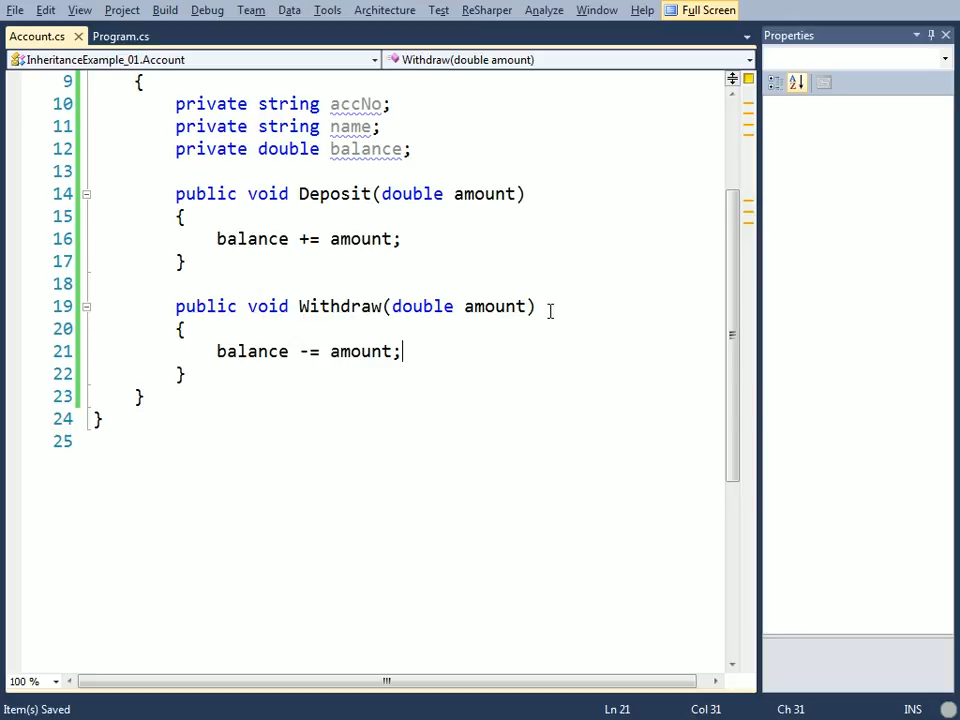 File Edit View Project Build Debug Team Data Tools Architecture Test ReSharper Analyze Window Help Full Screen
Account.cs Program.cs
Properties
InheritanceExample_01.Account Withdraw(double amount)
9 {
10 private string accNo;
11 private string name;
12 private double balance;
13
14 public void Deposit(double amount)
15 {
16 balance += amount;
17 }
18
19 public void Withdraw(double amount)
20 {
21 balance -= amount;
22 }
23 }
24 }
25
100 %
Item(s) Saved Ln 21 Col 31 Ch 31 INS